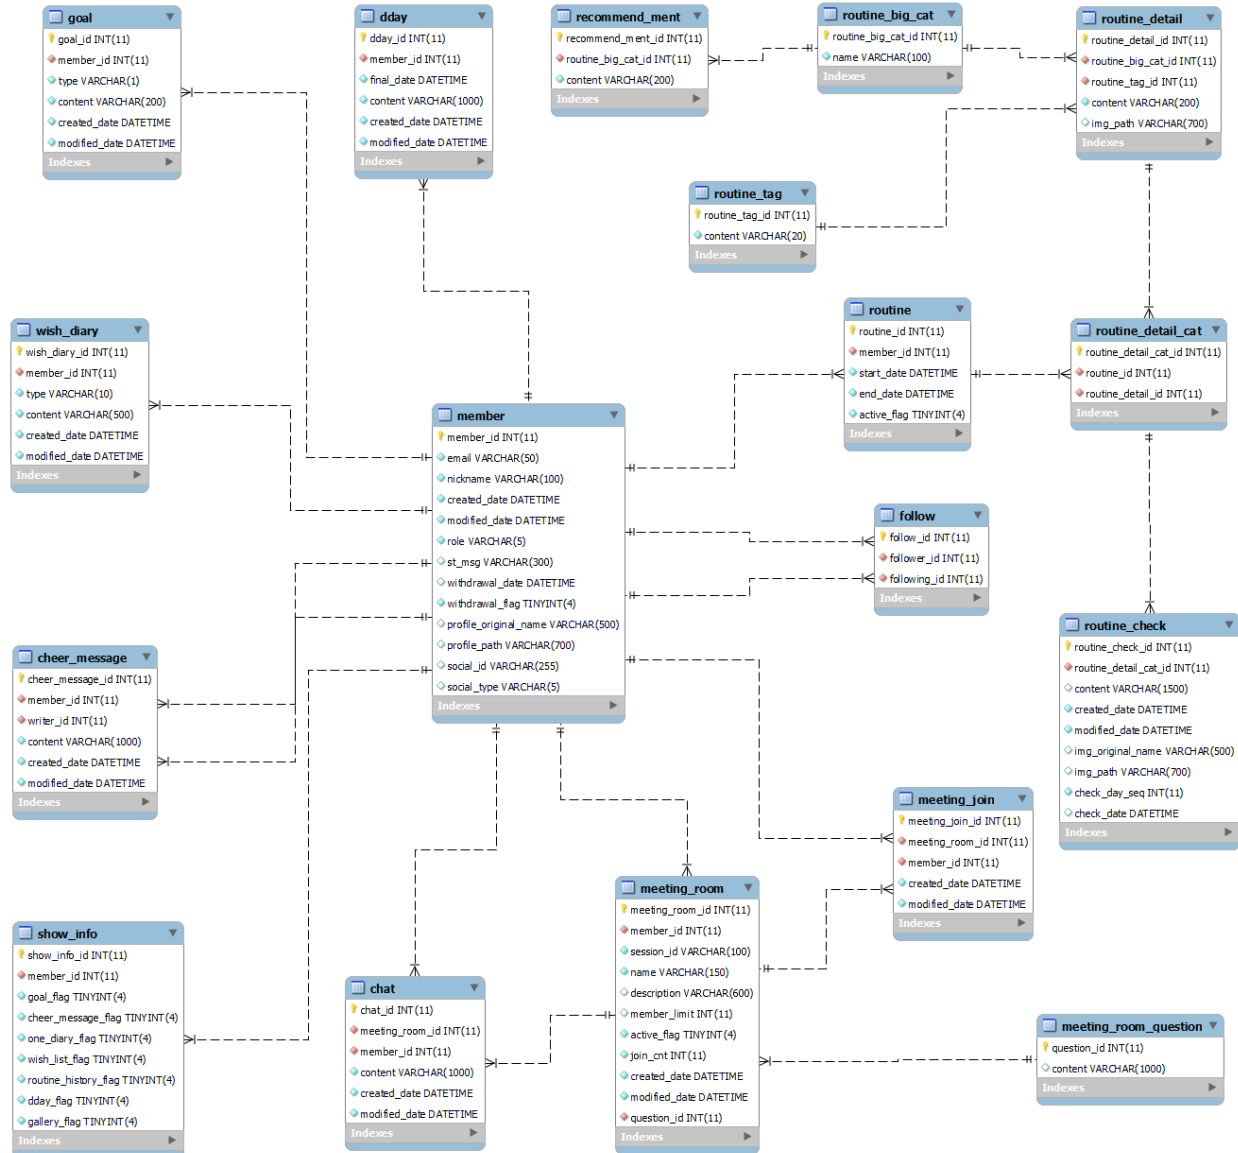 goal
goal_id INT(11)
member_id INT(11)
type VARCHAR(1)
content VARCHAR(200)
created_date DATETIME
modified_date DATETIME
Indexes
dday
dday_id INT(11)
member_id INT(11)
final_date DATETIME
content VARCHAR(1000)
created_date DATETIME
modified_date DATETIME
Indexes
recommend_ment
recommend_ment_id INT(11)
routine_big_cat_id INT(11)
content VARCHAR(200)
Indexes
routine_big_cat
routine_big_cat_id INT(11)
name VARCHAR(100)
Indexes
routine_detail
routine_detail_id INT(11)
routine_big_cat_id INT(11)
routine_tag_id INT(11)
content VARCHAR(200)
img_path VARCHAR(700)
Indexes
routine_tag
routine_tag_id INT(11)
content VARCHAR(20)
Indexes
wish_diary
wish_diary_id INT(11)
member_id INT(11)
type VARCHAR(10)
content VARCHAR(500)
created_date DATETIME
modified_date DATETIME
Indexes
routine
routine_id INT(11)
member_id INT(11)
start_date DATETIME
end_date DATETIME
active_flag TINYINT(4)
Indexes
routine_detail_cat
routine_detail_cat_id INT(11)
routine_id INT(11)
routine_detail_id INT(11)
Indexes
member
member_id INT(11)
email VARCHAR(50)
nickname VARCHAR(100)
created_date DATETIME
modified_date DATETIME
role VARCHAR(5)
st_msg VARCHAR(300)
withdrawal_date DATETIME
withdrawal_flag TINYINT(4)
profile_original_name VARCHAR(500)
profile_path VARCHAR(700)
social_id VARCHAR(255)
social_type VARCHAR(5)
Indexes
follow
follow_id INT(11)
follower_id INT(11)
following_id INT(11)
Indexes
routine_check
routine_check_id INT(11)
routine_detail_cat_id INT(11)
content VARCHAR(1500)
created_date DATETIME
modified_date DATETIME
img_original_name VARCHAR(500)
img_path VARCHAR(700)
check_day_seq INT(11)
check_date DATETIME
Indexes
cheer_message
cheer_message_id INT(11)
member_id INT(11)
writer_id INT(11)
content VARCHAR(1000)
created_date DATETIME
modified_date DATETIME
Indexes
meeting_join
meeting_join_id INT(11)
meeting_room_id INT(11)
member_id INT(11)
created_date DATETIME
modified_date DATETIME
Indexes
meeting_room
meeting_room_id INT(11)
member_id INT(11)
session_id VARCHAR(100)
name VARCHAR(150)
description VARCHAR(600)
member_limit INT(11)
active_flag TINYINT(4)
join_cnt INT(11)
created_date DATETIME
modified_date DATETIME
question_id INT(11)
Indexes
show_info
show_info_id INT(11)
member_id INT(11)
goal_flag TINYINT(4)
cheer_message_flag TINYINT(4)
one_diary_flag TINYINT(4)
wish_list_flag TINYINT(4)
routine_history_flag TINYINT(4)
dday_flag TINYINT(4)
gallery_flag TINYINT(4)
Indexes
chat
chat_id INT(11)
meeting_room_id INT(11)
member_id INT(11)
content VARCHAR(1000)
created_date DATETIME
modified_date DATETIME
Indexes
meeting_room_question
question_id INT(11)
content VARCHAR(1000)
Indexes